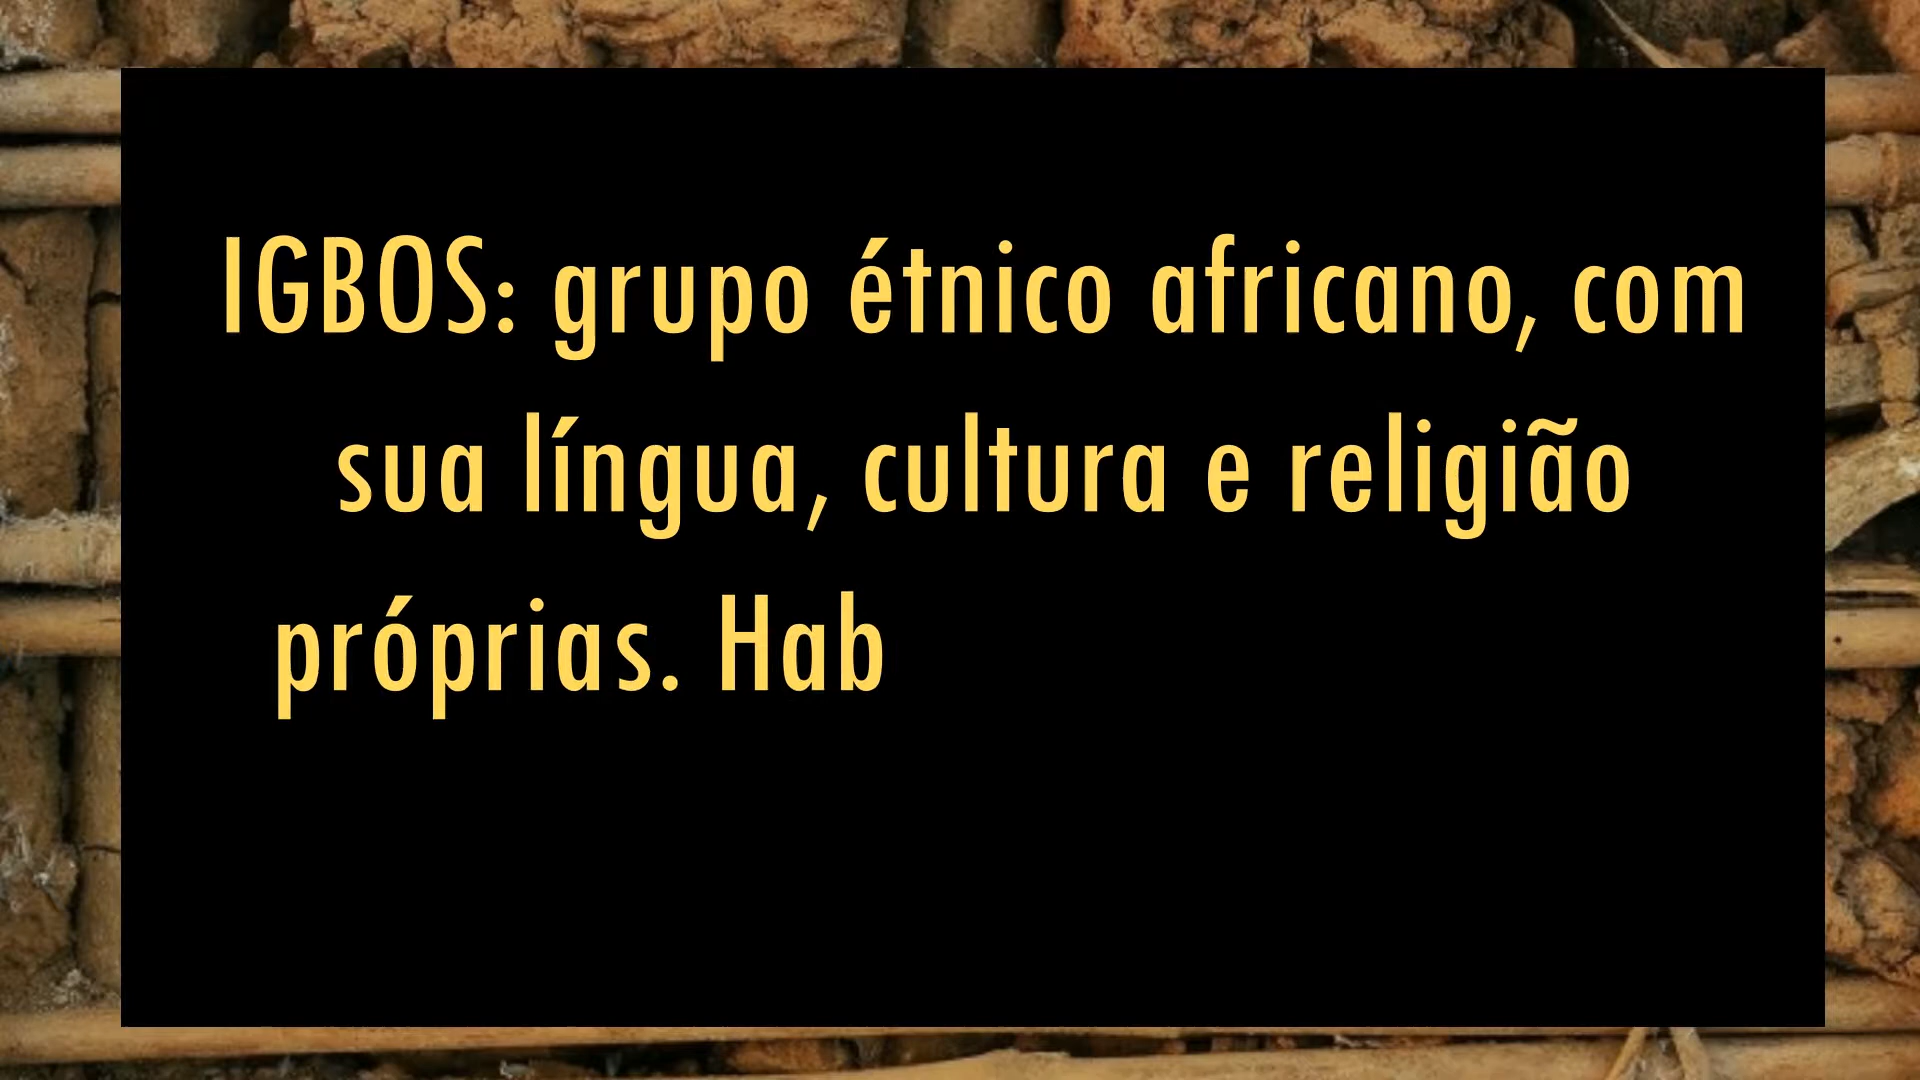 IGBOS: grupo étnico africano, com
sua língua, cultura e religião
próprias. Hab